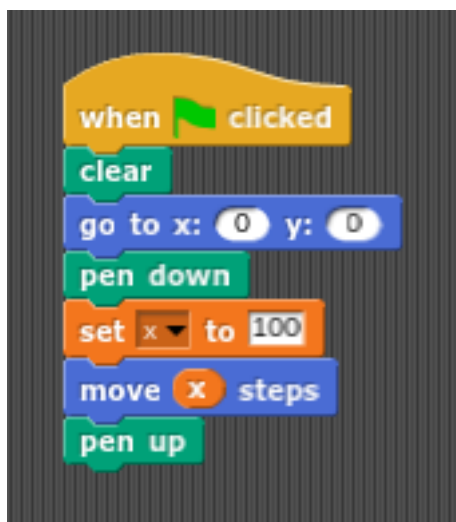 when clicked
clear
go to x: 0 y: 0
pen down
set x to 100
move x steps
pen up